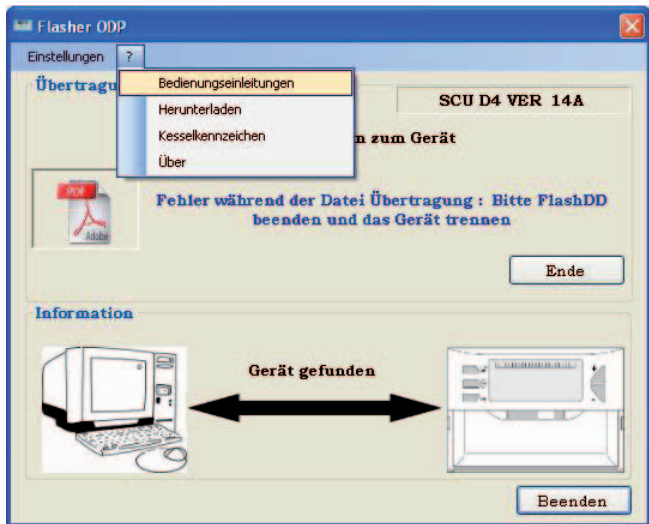 Flasher ODP
Einstellungen ?
Bedienungseinleitungen
Herunterladen
Kesselkennzeichen
Über
SCU D4 VER 14A
zum Gerät
PDF
Adobe
Fehler während der Datei Übertragung : Bitte FlashDD
beenden und das Gerät trennen
Ende
Information
Gerät gefunden
Beenden